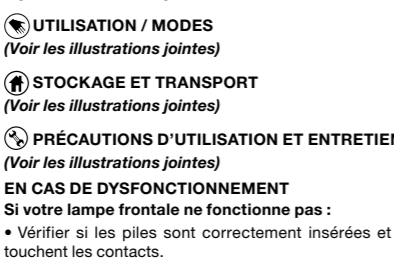 UTILISATION / MODES
(Voir les illustrations jointes)
STOCKAGE ET TRANSPORT
(Voir les illustrations jointes)
PRÉCAUTIONS D’UTILISATION ET ENTRETIEN
(Voir les illustrations jointes)
EN CAS DE DYSFONCTIONNEMENT
Si votre lampe frontale ne fonctionne pas :
• Vérifier si les piles sont correctement insérées et
touchent les contacts.